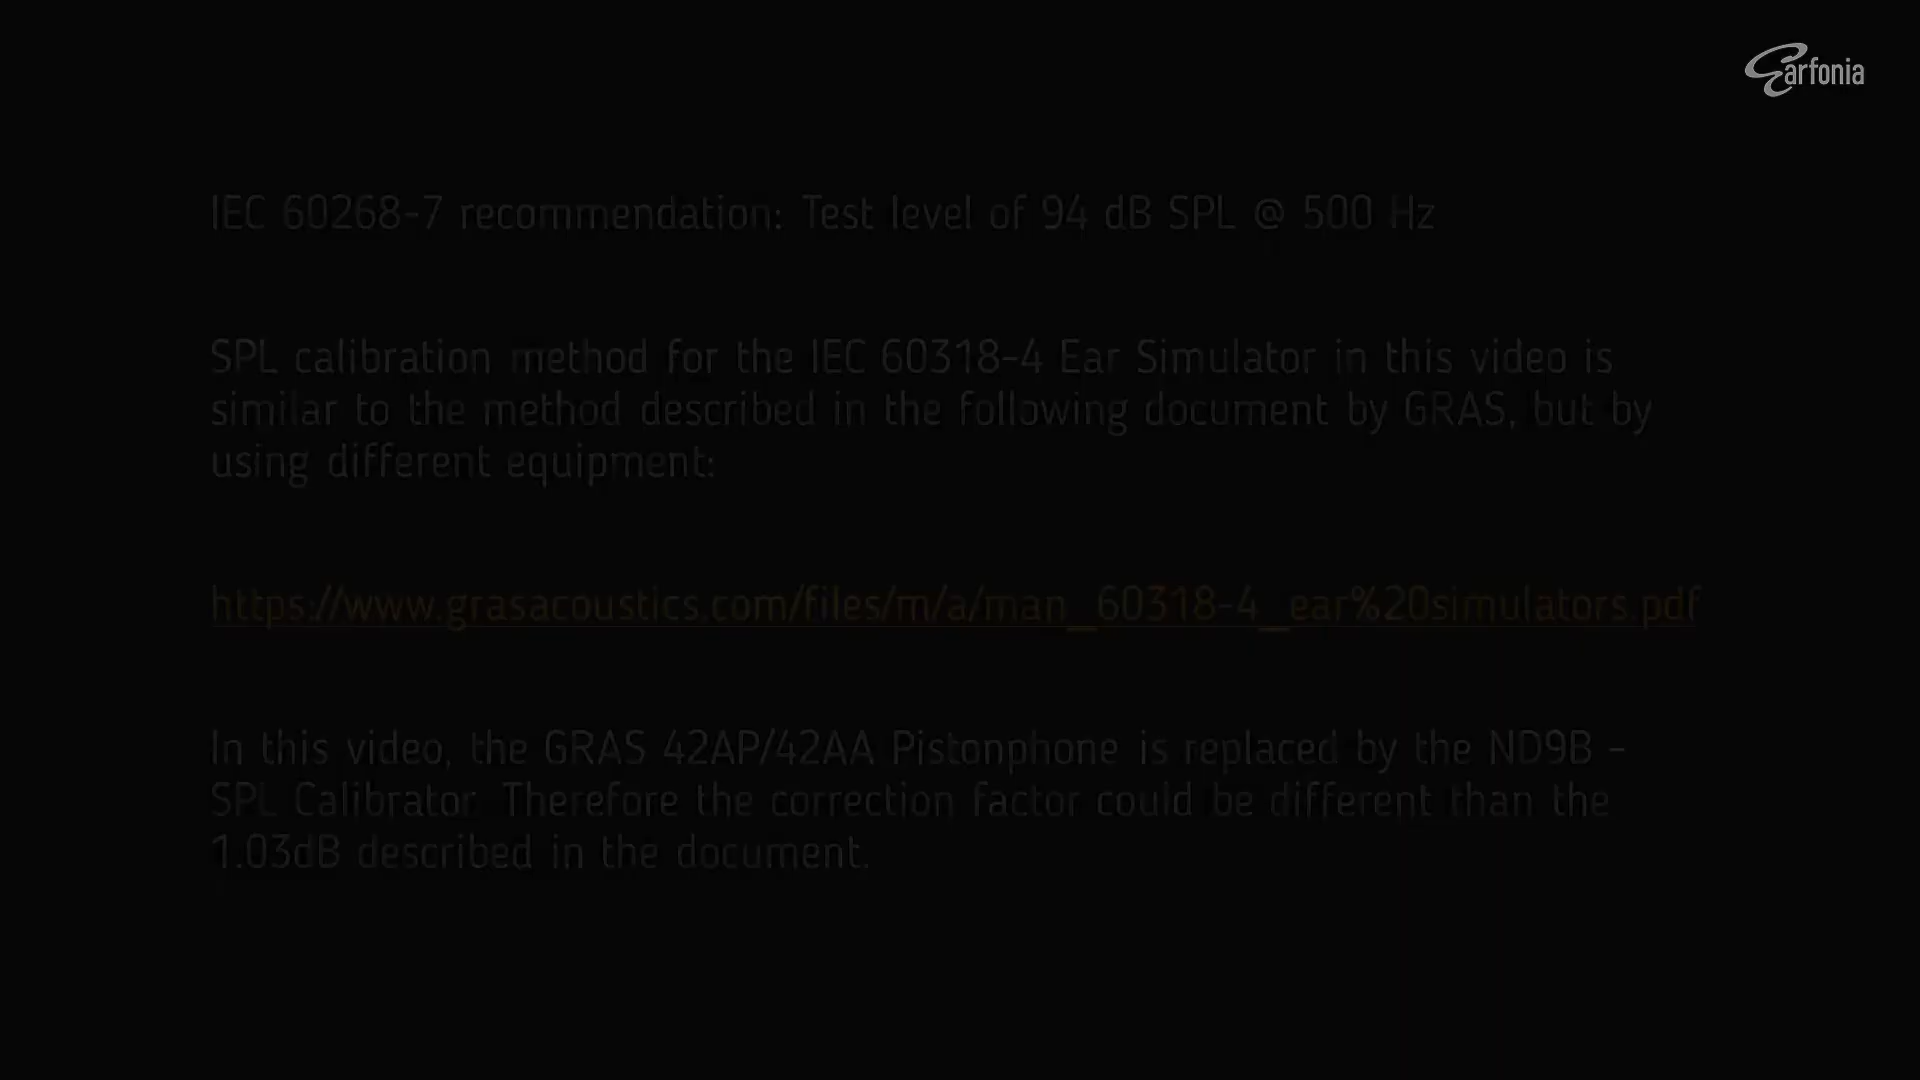 Earfonia
IEC 60268-7 recommendation: Test level of 94 dB SPL @ 500 Hz
SPL calibration method for the IEC 60318-4 Ear Simulator in this video is
similar to the method described in the following document by GRAS, but by
using different equipment:
https://www.grasacoustics.com/files/m/a/man_60318-4_ear%20simulators.pdf
In this video, the GRAS 42AP/42AA Pistonphone is replaced by the ND9B -
SPL Calibrator. Therefore the correction factor could be different than the
1.03dB described in the document.